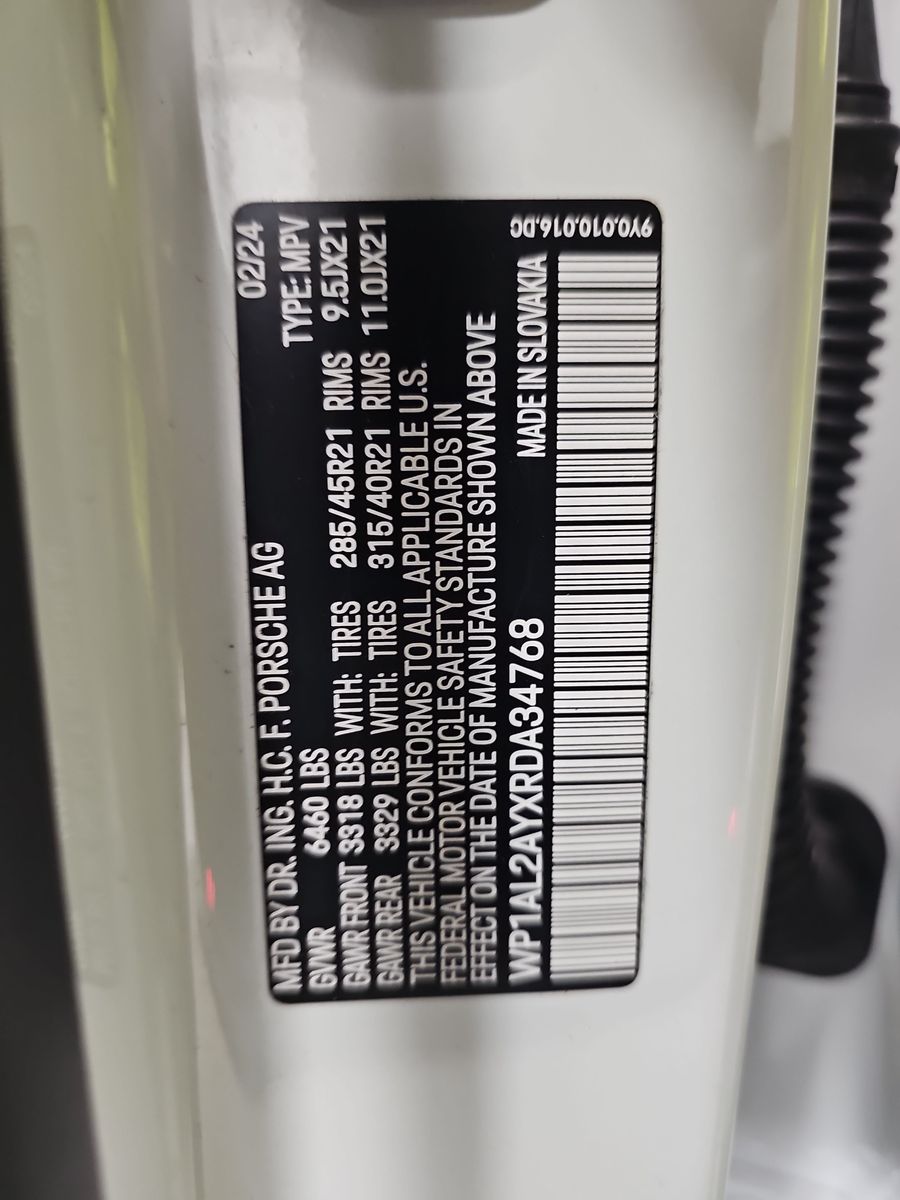 MFD BY DR. ING. H.C. F. PORSCHE AG 02/24
GVWR 6460 LBS TYPE: MPV
GAWR FRONT 3318 LBS WITH: TIRES 285/45R21 RIMS 9.5JX21
GAWR REAR 3329 LBS WITH: TIRES 315/40R21 RIMS 11.0JX21
THIS VEHICLE CONFORMS TO ALL APPLICABLE U.S.
FEDERAL MOTOR VEHICLE SAFETY STANDARDS IN
EFFECT ON THE DATE OF MANUFACTURE SHOWN ABOVE
WP1AL2AYXRDA34768 MADE IN SLOVAKIA
9Y0.010.016.DC